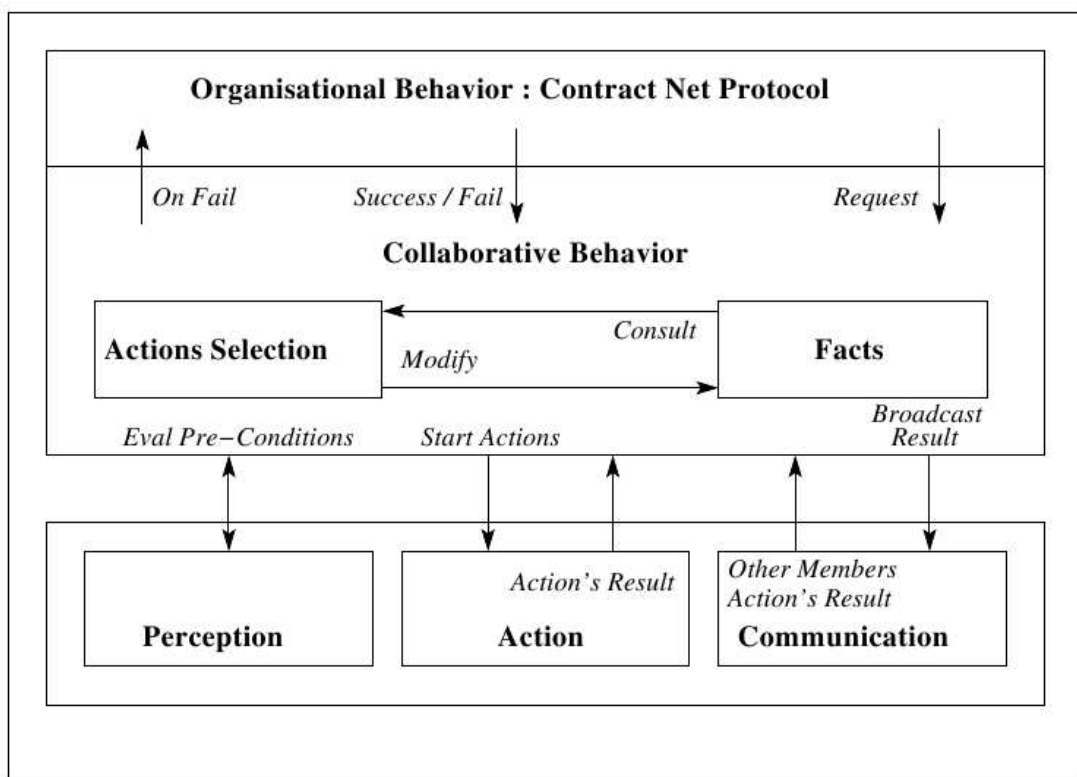 Organisational Behavior : Contract Net Protocol
On Fail
Success / Fail
Request
Collaborative Behavior
Actions Selection
Consult
Modify
Facts
Eval Pre−Conditions
Start Actions
Broadcast
Result
Action's Result
Other Members
Action's Result
Perception
Action
Communication